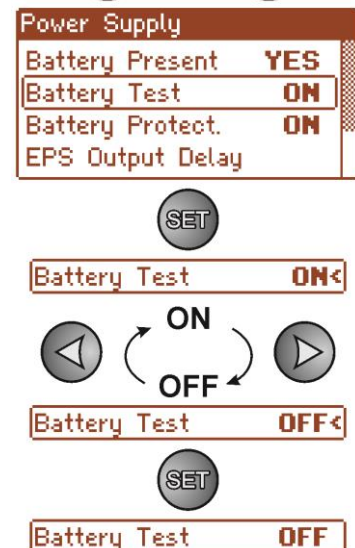 Power Supply
Battery Present YES
Battery Test ON
Battery Protect. ON
EPS Output Delay
SET
Battery Test ON<
ON
OFF
Battery Test OFF<
SET
Battery Test OFF